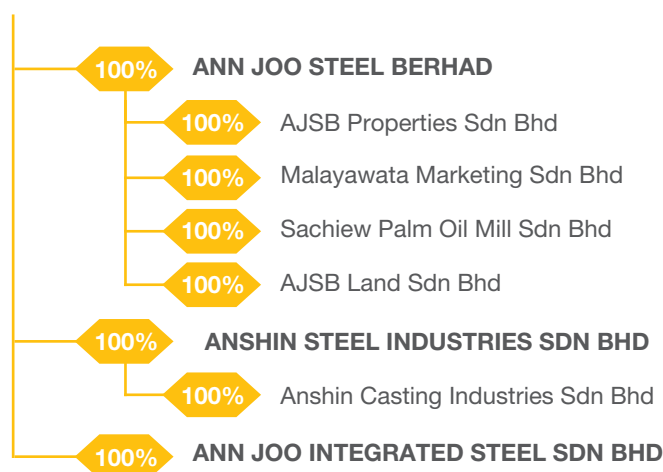 100% ANN JOO STEEL BERHAD
100% AJSB Properties Sdn Bhd
100% Malayawata Marketing Sdn Bhd
100% Sachiew Palm Oil Mill Sdn Bhd
100% AJSB Land Sdn Bhd
100% ANSHIN STEEL INDUSTRIES SDN BHD
100% Anshin Casting Industries Sdn Bhd
100% ANN JOO INTEGRATED STEEL SDN BHD